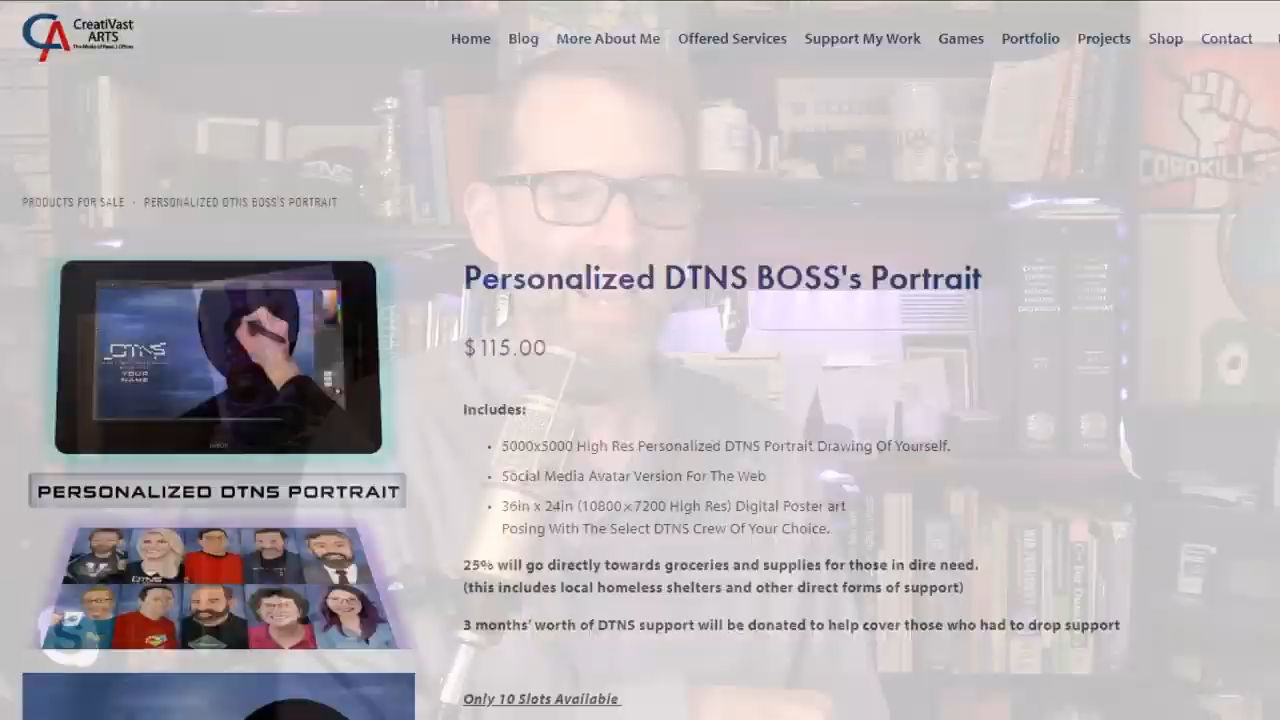 CreatiVast
ARTS
Home Blog More About Me Offered Services Support My Work Games Portfolio Projects Shop Contact
CORDKILL
PRODUCTS FOR SALE · PERSONALIZED DTNS BOSS'S PORTRAIT
Personalized DTNS BOSS's Portrait
$115.00
DTNS
YOUR
NAME
Includes:
• 5000x5000 High Res Personalized DTNS Portrait Drawing Of Yourself.
• Social Media Avatar Version For The Web
• 36in x 24in (10800×7200 High Res) Digital Poster art
Posing With The Select DTNS Crew Of Your Choice.
PERSONALIZED DTNS PORTRAIT
DTNS
25% will go directly towards groceries and supplies for those in dire need.
(this includes local homeless shelters and other direct forms of support)
3 months' worth of DTNS support will be donated to help cover those who had to drop support
Only 10 Slots Available